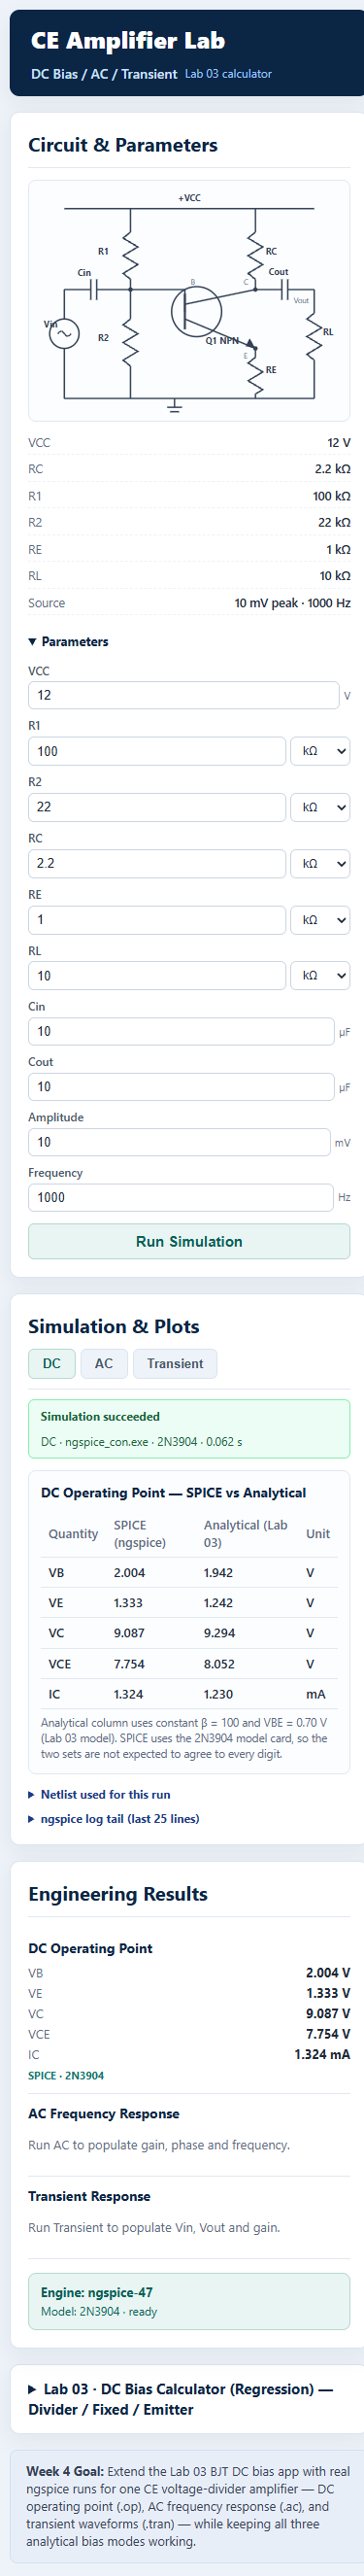 CE Amplifier Lab
DC Bias / AC / Transient Lab 03 calculator
Circuit & Parameters
+VCC
R1
RC
Cin
Cout
B
C
Vout
Vin
R2
Q1 NPN
RL
E
RE
VCC 12 V
RC 2.2 kΩ
R1 100 kΩ
R2 22 kΩ
RE 1 kΩ
RL 10 kΩ
Source 10 mV peak · 1000 Hz
▼ Parameters
VCC
12 V
R1
100 kΩ
R2
22 kΩ
RC
2.2 kΩ
RE
1 kΩ
RL
10 kΩ
Cin
10 µF
Cout
10 µF
Amplitude
10 mV
Frequency
1000 Hz
Run Simulation
Simulation & Plots
DC AC Transient
Simulation succeeded
DC · ngspice_con.exe · 2N3904 · 0.062 s
DC Operating Point — SPICE vs Analytical
Quantity SPICE (ngspice) Analytical (Lab 03) Unit
VB 2.004 1.942 V
VE 1.333 1.242 V
VC 9.087 9.294 V
VCE 7.754 8.052 V
IC 1.324 1.230 mA
Analytical column uses constant β = 100 and VBE = 0.70 V
(Lab 03 model). SPICE uses the 2N3904 model card, so the
two sets are not expected to agree to every digit.
▶ Netlist used for this run
▶ ngspice log tail (last 25 lines)
Engineering Results
DC Operating Point
VB 2.004 V
VE 1.333 V
VC 9.087 V
VCE 7.754 V
IC 1.324 mA
SPICE · 2N3904
AC Frequency Response
Run AC to populate gain, phase and frequency.
Transient Response
Run Transient to populate Vin, Vout and gain.
Engine: ngspice-47
Model: 2N3904 · ready
▶ Lab 03 · DC Bias Calculator (Regression) —
Divider / Fixed / Emitter
Week 4 Goal: Extend the Lab 03 BJT DC bias app with real
ngspice runs for one CE voltage-divider amplifier — DC
operating point (.op), AC frequency response (.ac), and
transient waveforms (.tran) — while keeping all three
analytical bias modes working.